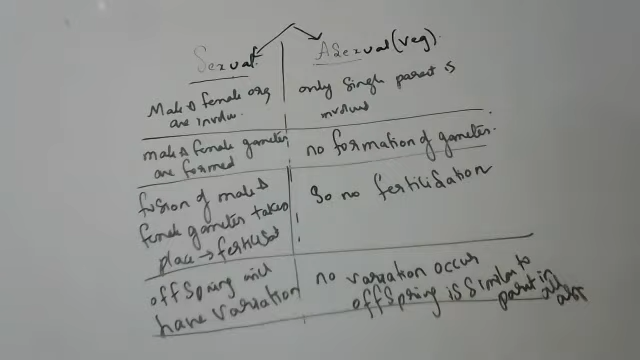 Sexual
Asexual (veg)
Male & female org
are involv.
only single parent is
involved
male & female gametes
are formed
no formation of gametes.
fusion of male &
female gametes takes
place → fertilisat
So no fertilisation
offspring will
have variation
no variation occur
offspring is similar to
parent in all